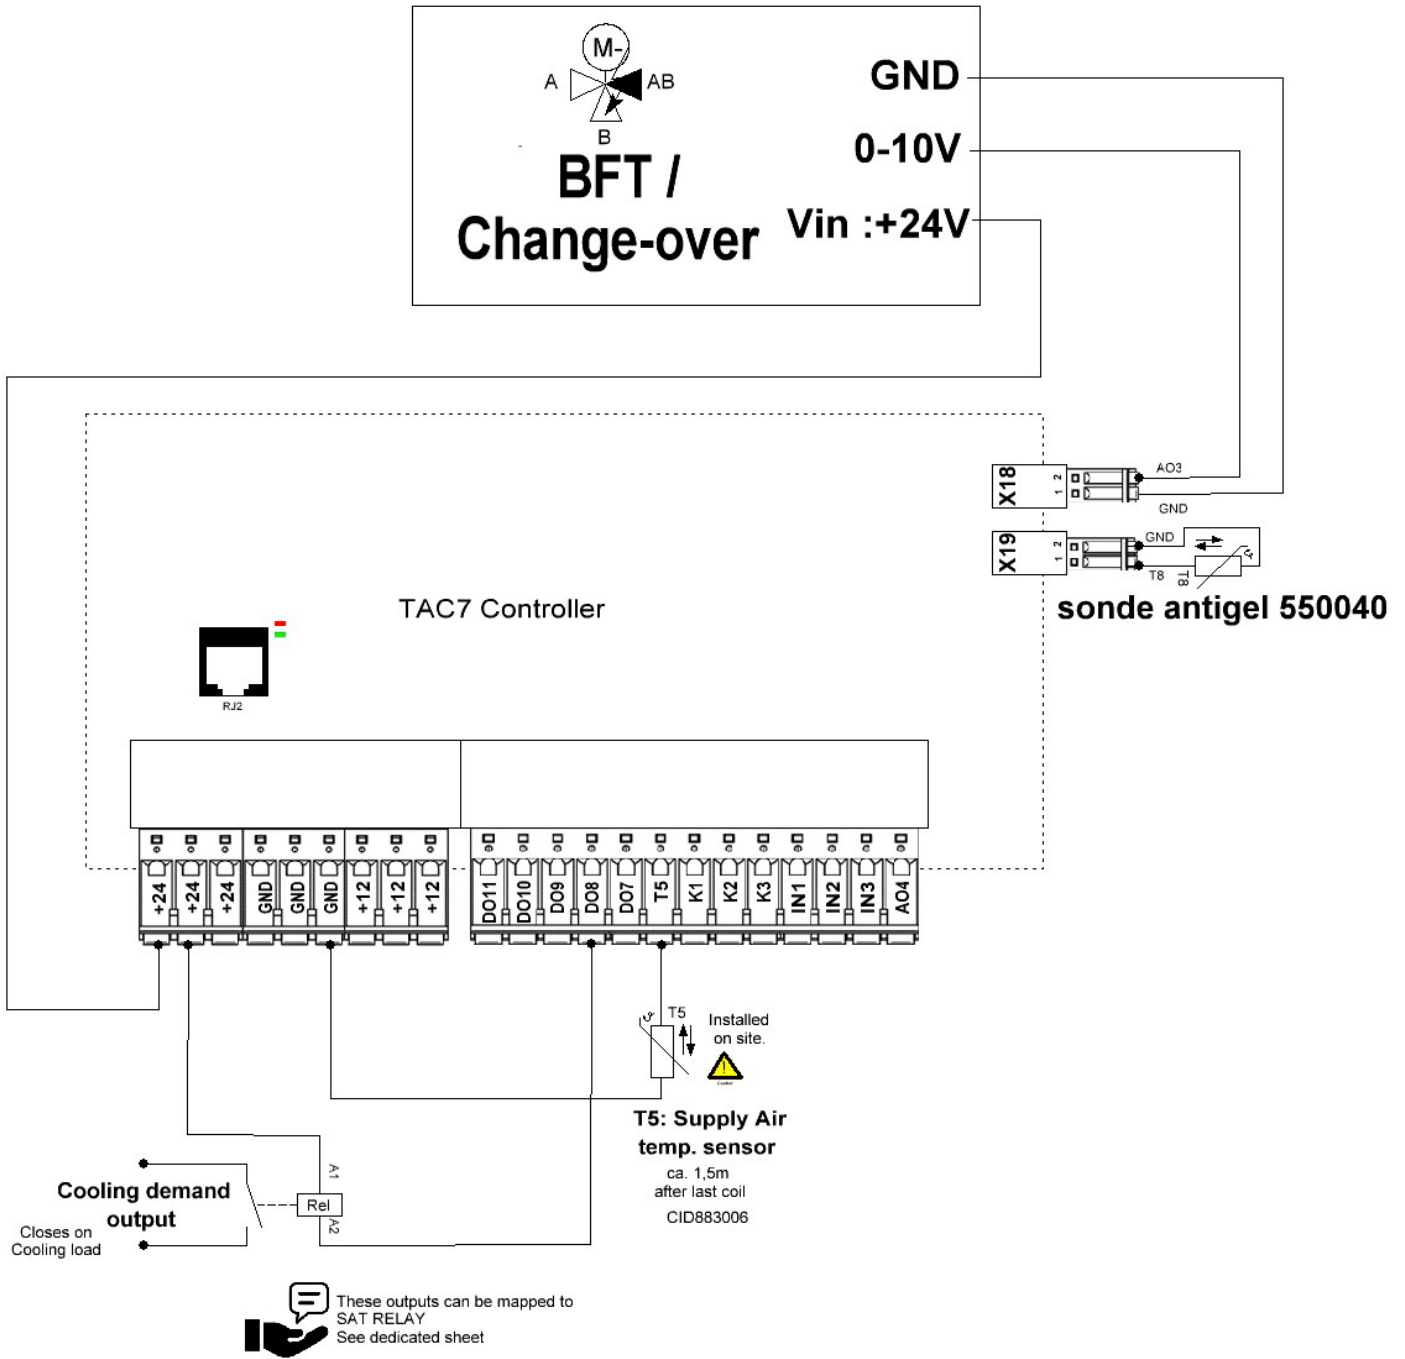 M-
A
AB
B
BFT /
Change-over
GND
0-10V
Vin :+24V
X18
2
1
AO3
GND
X19
2
1
GND
T8
T8
sonde antigel 550040
TAC7 Controller
RJ2
+24
+24
+24
GND
GND
GND
+12
+12
+12
DO11
DO10
DO9
DO8
DO7
T5
K1
K2
K3
IN1
IN2
IN3
AO4
T5
Installed
on site.
T5: Supply Air
temp. sensor
ca. 1,5m
after last coil
CID883006
A1
Rel
A2
Cooling demand
output
Closes on
Cooling load
These outputs can be mapped to
SAT RELAY
See dedicated sheet